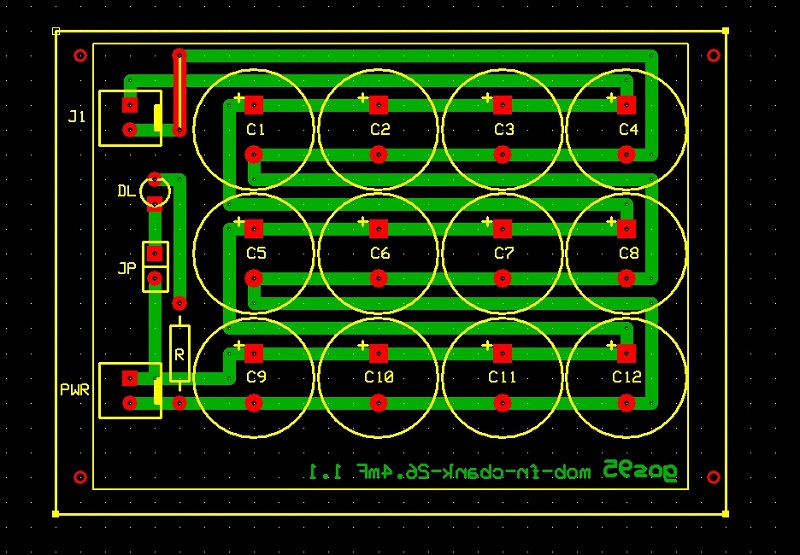 J1
C1 C2 C3 C4
DL
C5 C6 C7 C8
JP
R
C9 C10 C11 C12
PWR
gos95 mob-fn-cbank-26.4mF 1.1